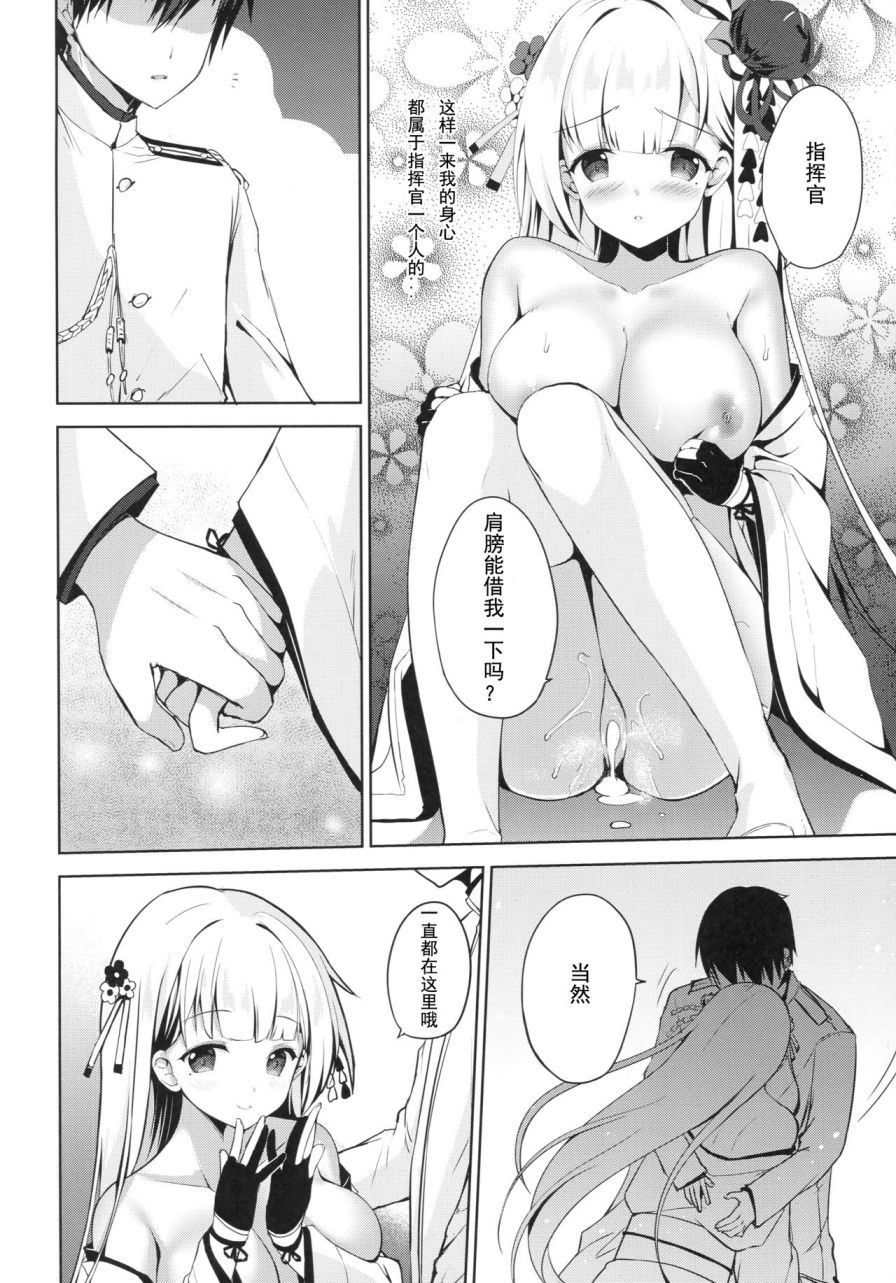 指挥官
这样一来我的身心
都属于指挥官一个人的..
肩膀能借我一下吗？
当然
一直都在这里哦